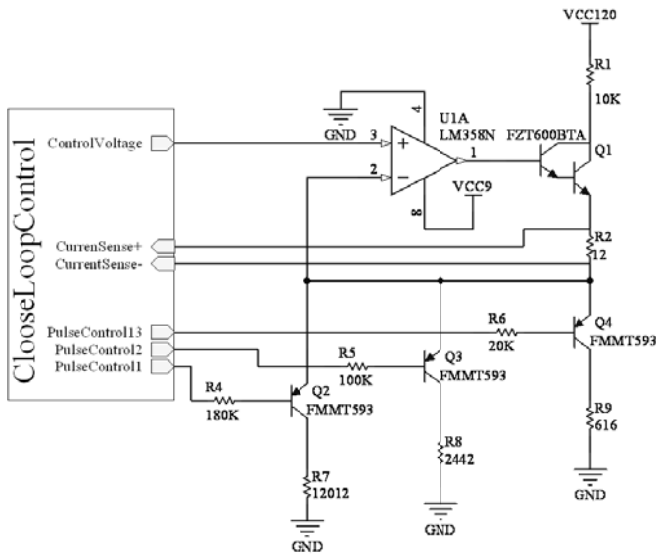 VCC120
R1
10K
4
U1A
LM358N
FZT600BTA
GND
ControlVoltage
3
+
1
Q1
2
−
VCC9
8
ClooseLoopControl
CurrenSense+
CurrentSense-
R2
12
PulseControl13
R6
20K
Q4
FMMT593
PulseControl2
R5
100K
Q3
FMMT593
PulseControl1
R4
180K
Q2
FMMT593
R9
616
R8
2442
R7
12012
GND
GND
GND